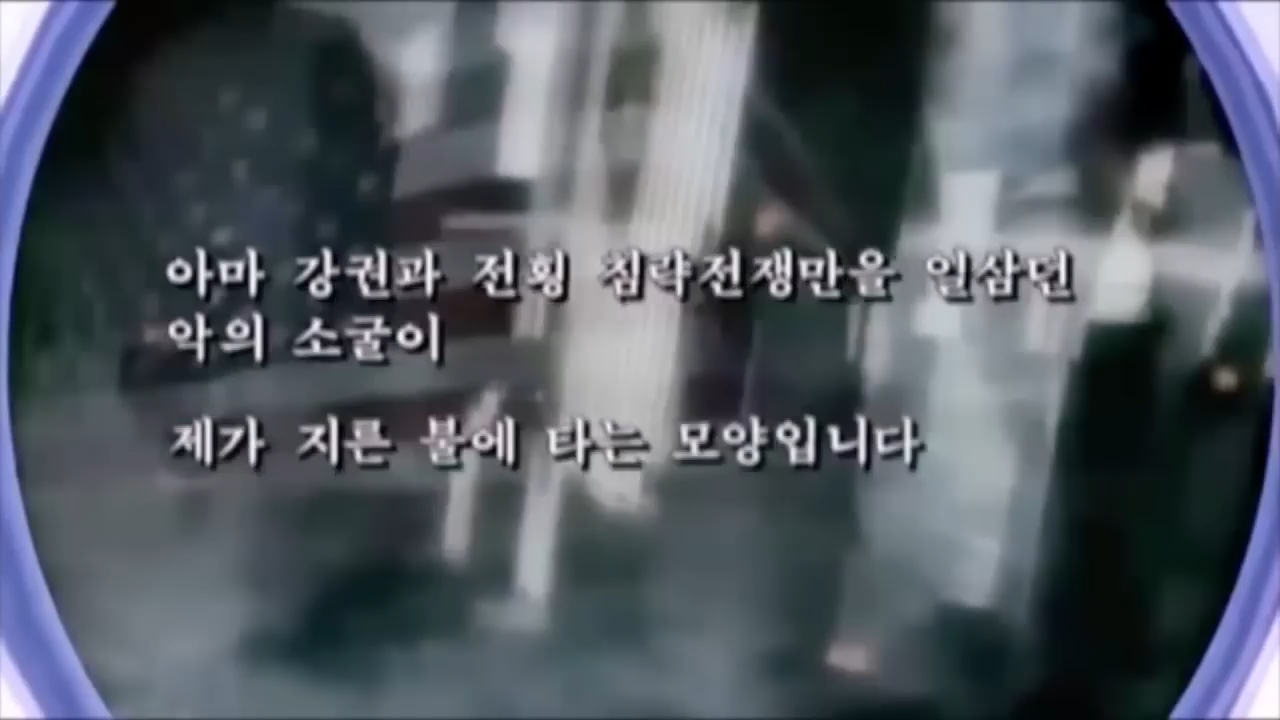 아마 강권과 전횡 침략전쟁만을 일삼던
악의 소굴이
제가 지른 불에 타는 모양입니다